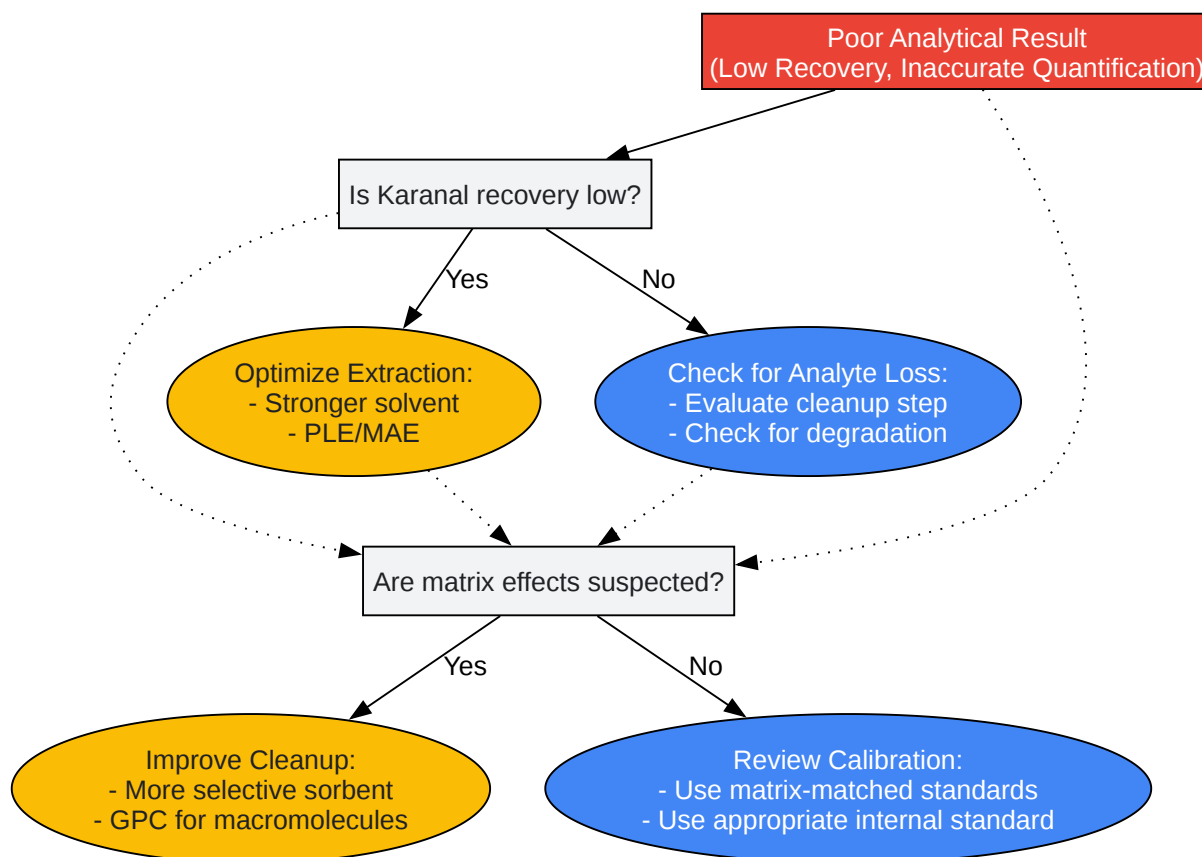 Poor Analytical Result
(Low Recovery, Inaccurate Quantification)
Is Karanal recovery low?
Yes
No
Optimize Extraction:
- Stronger solvent
- PLE/MAE
Check for Analyte Loss:
- Evaluate cleanup step
- Check for degradation
Are matrix effects suspected?
Yes
No
Improve Cleanup:
- More selective sorbent
- GPC for macromolecules
Review Calibration:
- Use matrix-matched standards
- Use appropriate internal standard